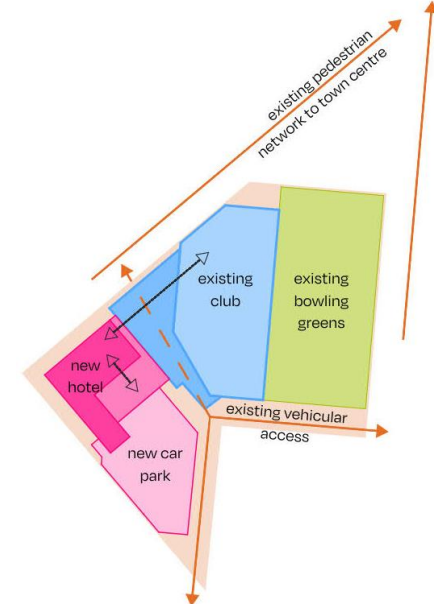 existing pedestrian
network to town centre
existing
club
existing
bowling
greens
new
hotel
existing vehicular
access
new car
park